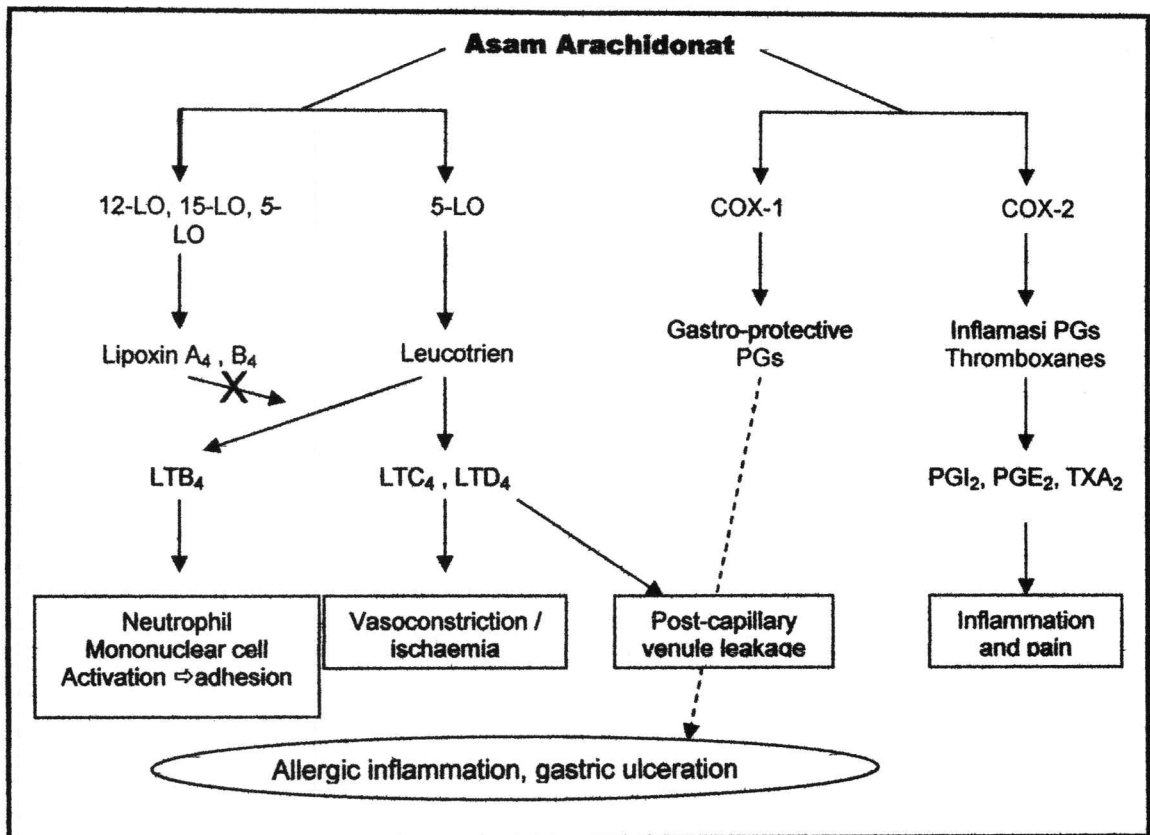 Asam Arachidonat
12-LO, 15-LO, 5-
LO
5-LO
COX-1
COX-2
Lipoxin A₄ , B₄
Leucotrien
Gastro-protective
PGs
Inflamasi PGs
Thromboxanes
X
LTB₄
LTC₄ , LTD₄
PGI₂, PGE₂, TXA₂
Neutrophil
Mononuclear cell
Activation ⇨adhesion
Vasoconstriction /
ischaemia
Post-capillary
venule leakage
Inflammation
and pain
Allergic inflammation, gastric ulceration